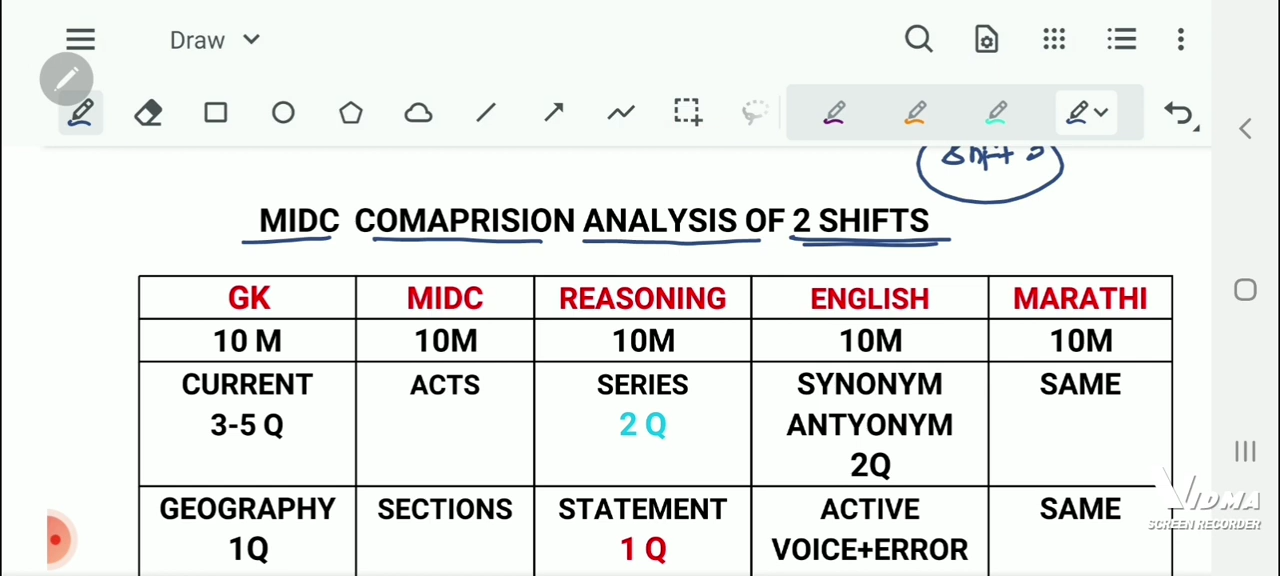 Draw
MIDC COMAPRISION ANALYSIS OF 2 SHIFTS
GK MIDC REASONING ENGLISH MARATHI
10 M 10M 10M 10M 10M
CURRENT ACTS SERIES SYNONYM SAME
3-5 Q 2 Q ANTYONYM
2Q
GEOGRAPHY SECTIONS STATEMENT ACTIVE SAME
1Q 1 Q VOICE+ERROR
VIDMA
SCREEN RECORDER